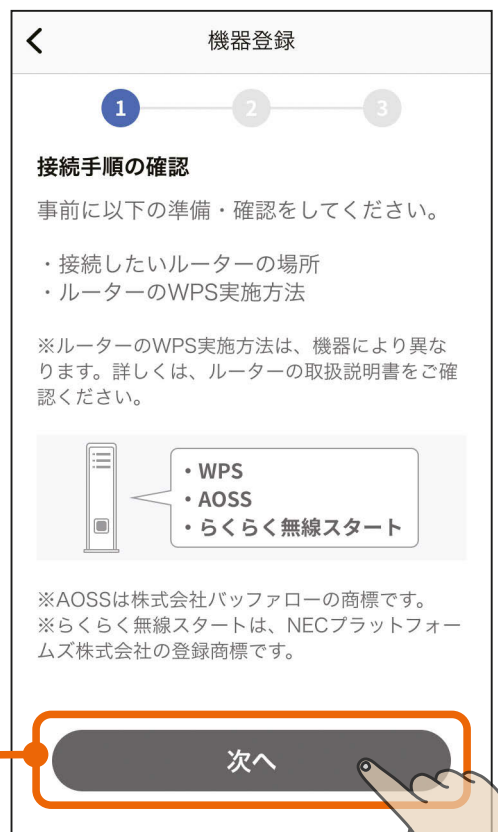 機器登録
1
2
3
接続手順の確認
事前に以下の準備・確認をしてください。
・接続したいルーターの場所
・ルーターのWPS実施方法
※ルーターのWPS実施方法は、機器により異な
ります。詳しくは、ルーターの取扱説明書をご確
認ください。
・WPS
・AOSS
・らくらく無線スタート
※AOSSは株式会社バッファローの商標です。
※らくらく無線スタートは、NECプラットフォー
ムズ株式会社の登録商標です。
次へ